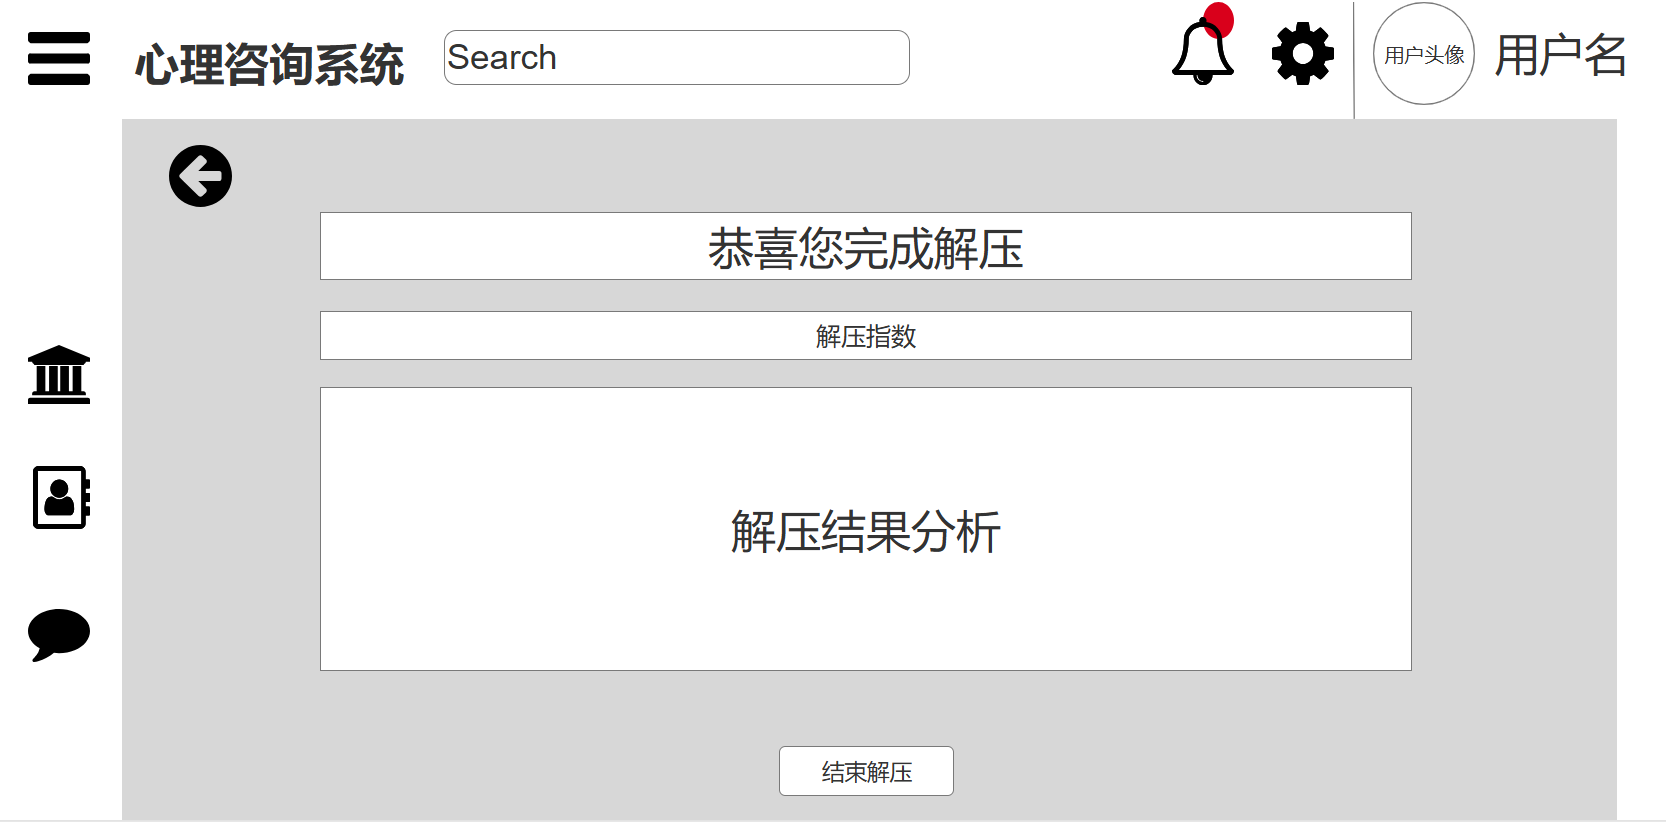 心理咨询系统
Search
用户头像
用户名
恭喜您完成解压
解压指数
解压结果分析
结束解压